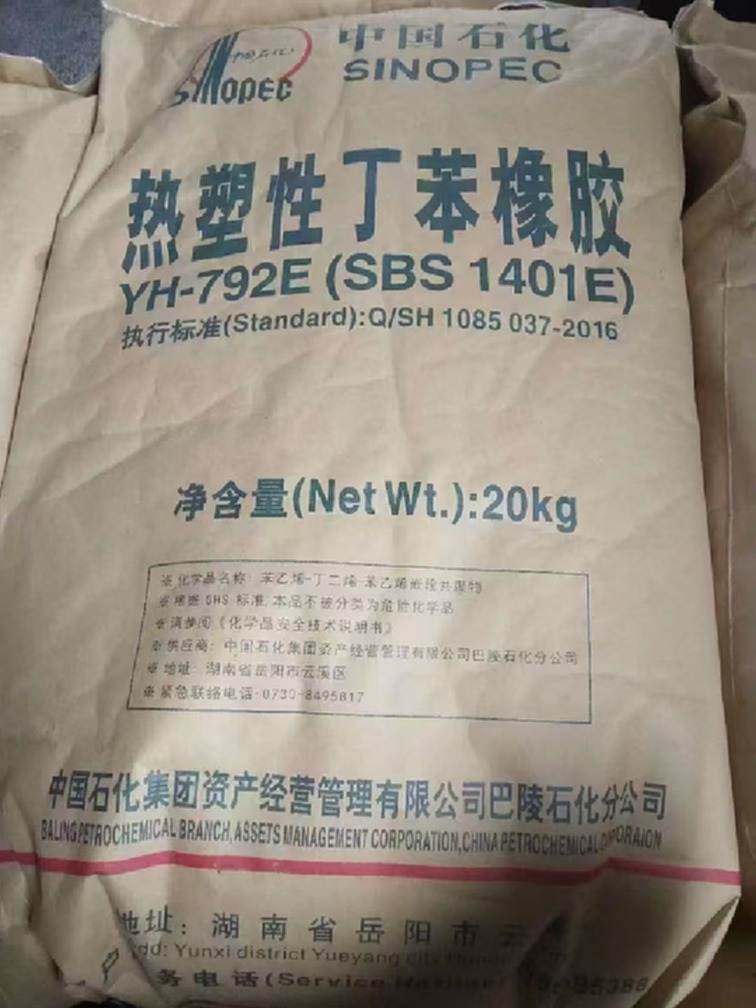 中国石化
SINOPEC
中国石化
SINOPEC
热塑性丁苯橡胶
YH-792E (SBS 1401E)
执行标准(Standard):Q/SH 1085 037-2016
净含量(Net Wt.):20kg
※ 化学品名称: 苯乙烯-丁二烯-苯乙烯嵌段共聚物
※ 根据 GHS 标准, 本品不被分类为危险化学品
※ 请参阅《化学品安全技术说明书》
※ 供应商: 中国石化集团资产经营管理有限公司巴陵石化分公司
※ 地址: 湖南省岳阳市云溪区
※ 紧急联络电话-0730-8495817
中国石化集团资产经营管理有限公司巴陵石化分公司
BALING PETROCHEMICAL BRANCH, ASSETS MANAGEMENT CORPORATION, CHINA PETROCHEMICAL CORPORAION
地址: 湖南省岳阳市云
Add: Yunxi district Yueyang city
务电话(Service